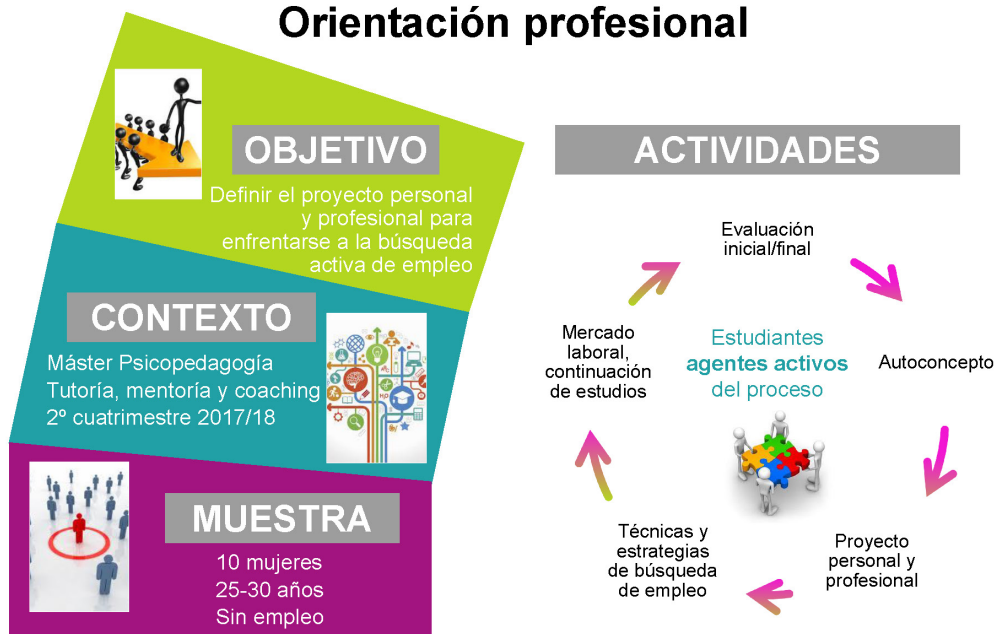 Orientación profesional
OBJETIVO
Definir el proyecto personal
y profesional para
enfrentarse a la búsqueda
activa de empleo
CONTEXTO
Máster Psicopedagogía
Tutoría, mentoría y coaching
2º cuatrimestre 2017/18
MUESTRA
10 mujeres
25-30 años
Sin empleo
ACTIVIDADES
Evaluación
inicial/final
Autoconcepto
Proyecto
personal y
profesional
Técnicas y
estrategias
de búsqueda
de empleo
Mercado
laboral,
continuación
de estudios
Estudiantes
agentes activos
del proceso